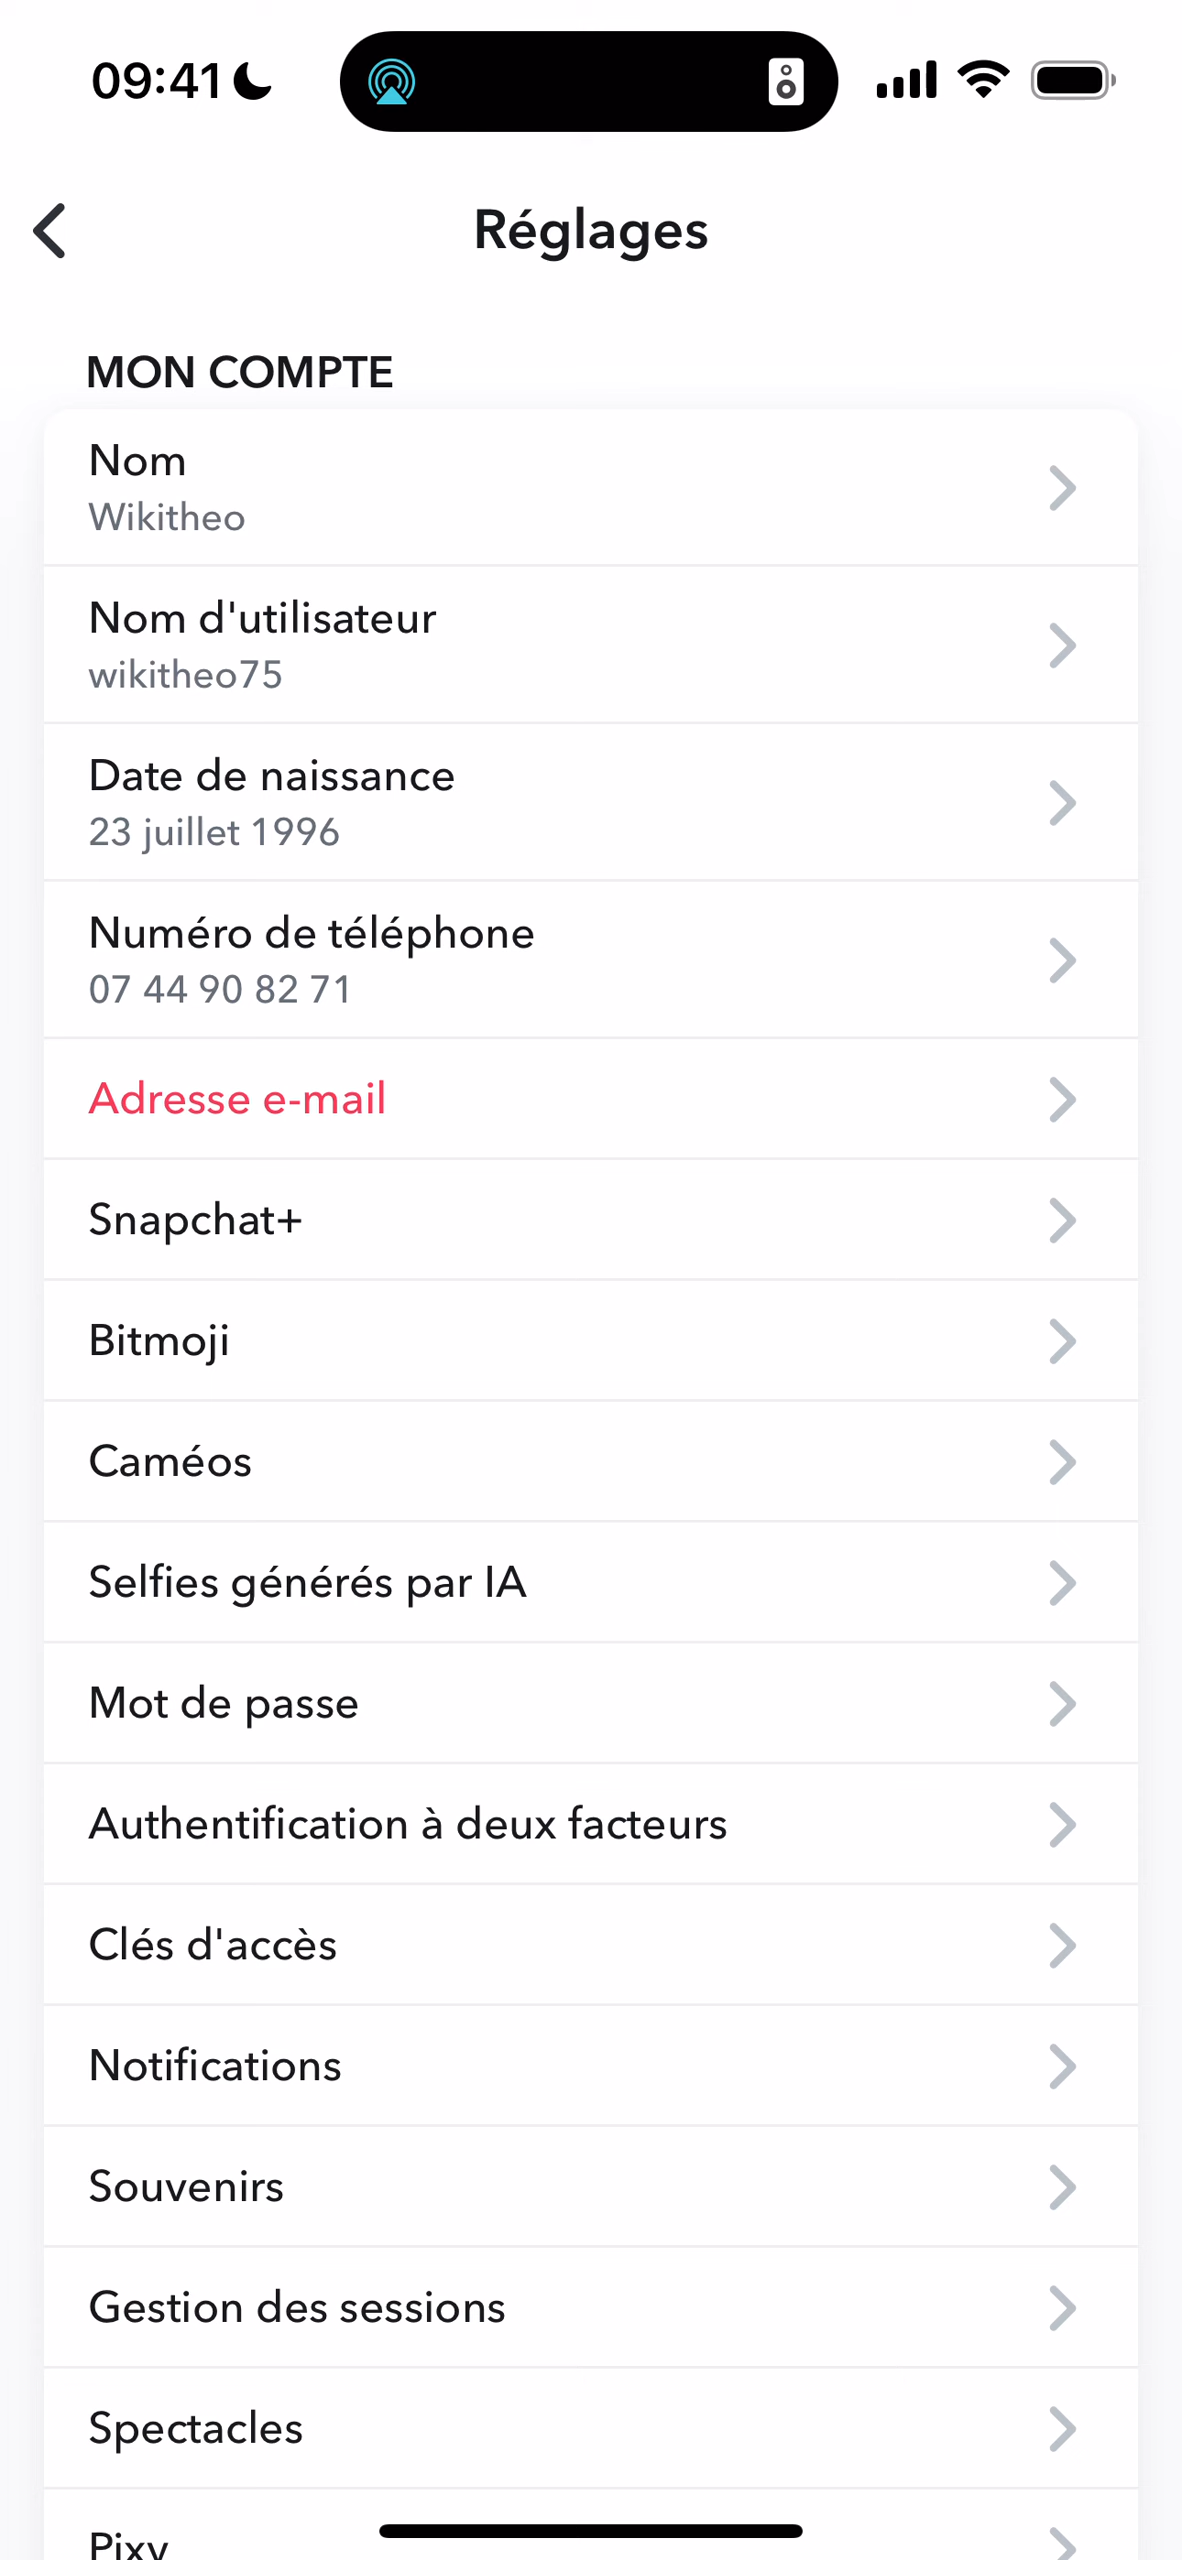 09:41
Réglages
MON COMPTE
Nom
Wikitheo
Nom d'utilisateur
wikitheo75
Date de naissance
23 juillet 1996
Numéro de téléphone
07 44 90 82 71
Adresse e-mail
Snapchat+
Bitmoji
Caméos
Selfies générés par IA
Mot de passe
Authentification à deux facteurs
Clés d'accès
Notifications
Souvenirs
Gestion des sessions
Spectacles
Pixy